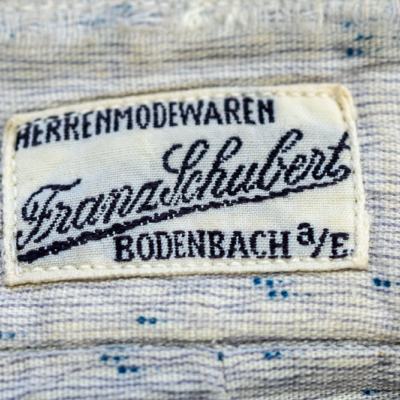 HERRENMODEWAREN
Franz Schubert,
BODENBACH a/E.